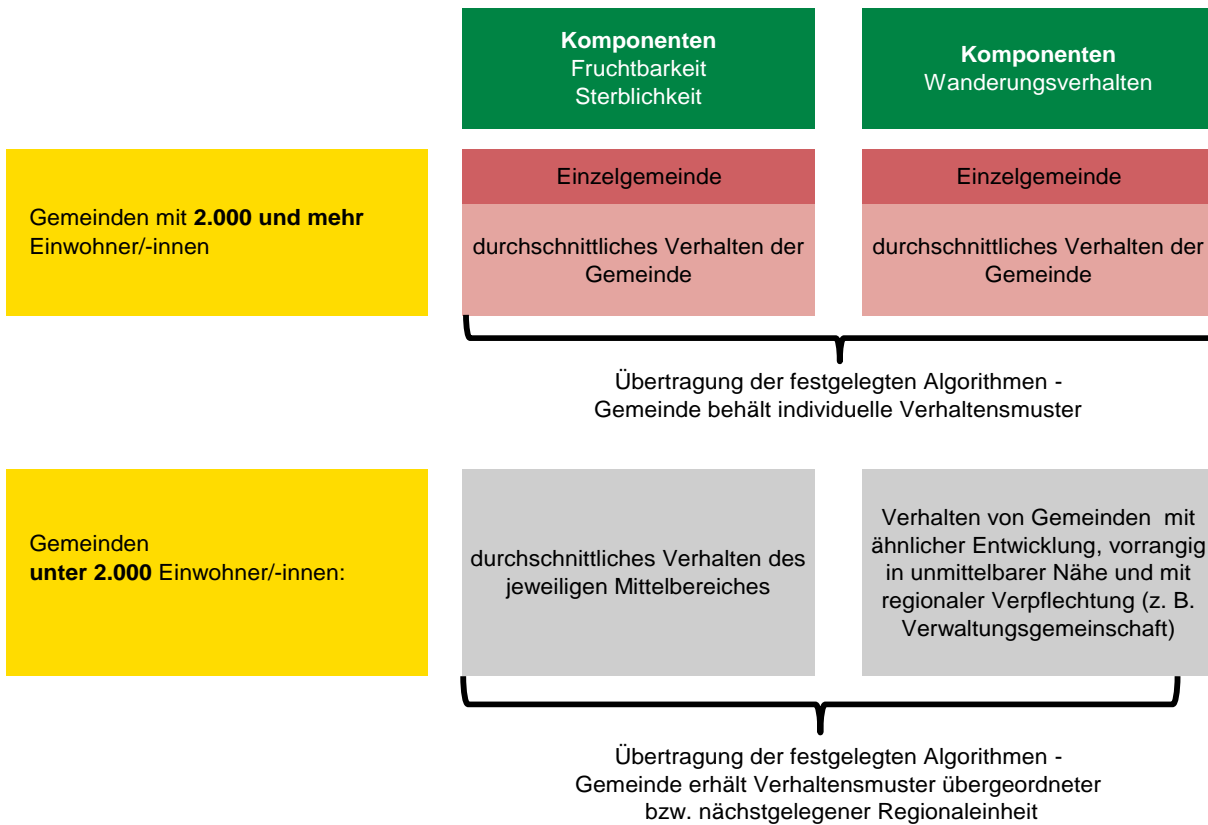 Komponenten
Fruchtbarkeit
Sterblichkeit
Komponenten
Wanderungsverhalten
Gemeinden mit 2.000 und mehr
Einwohner/-innen
Einzelgemeinde
durchschnittliches Verhalten der
Gemeinde
Einzelgemeinde
durchschnittliches Verhalten der
Gemeinde
Übertragung der festgelegten Algorithmen -
Gemeinde behält individuelle Verhaltensmuster
Gemeinden
unter 2.000 Einwohner/-innen:
durchschnittliches Verhalten des
jeweiligen Mittelbereiches
Verhalten von Gemeinden mit
ähnlicher Entwicklung, vorrangig
in unmittelbarer Nähe und mit
regionaler Verpflechtung (z. B.
Verwaltungsgemeinschaft)
Übertragung der festgelegten Algorithmen -
Gemeinde erhält Verhaltensmuster übergeordneter
bzw. nächstgelegener Regionaleinheit